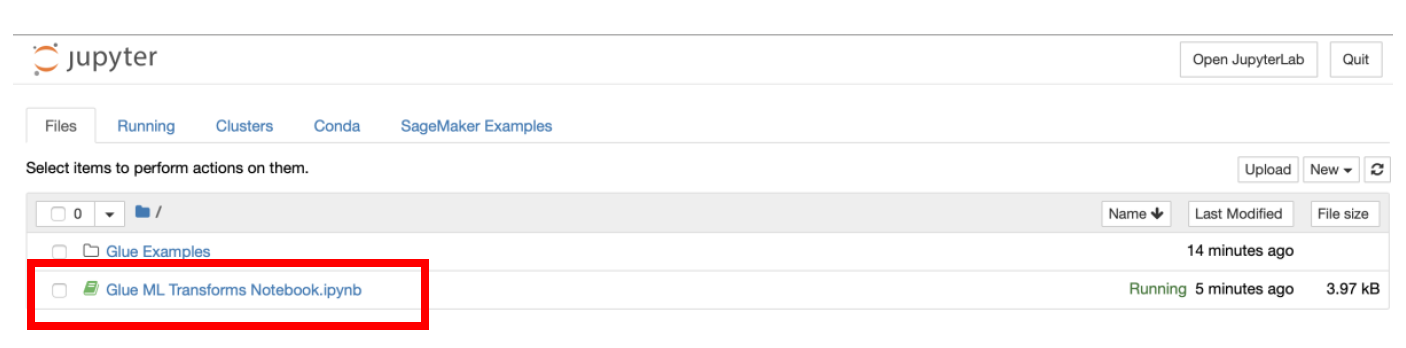 jupyter Open JupyterLab Quit
Files Running Clusters Conda SageMaker Examples
Select items to perform actions on them. Upload New
0 / Name Last Modified File size
Glue Examples 14 minutes ago
Glue ML Transforms Notebook.ipynb Running 5 minutes ago 3.97 kB